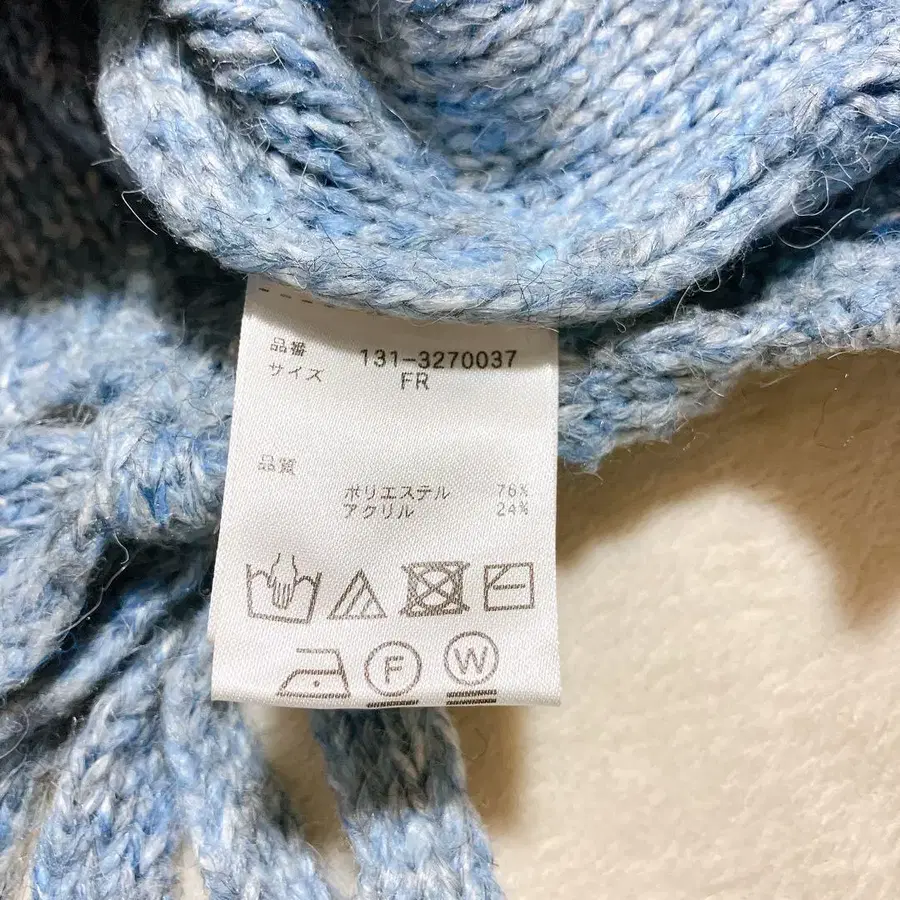 品番 131-3270037
サイズ FR
品質
ポリエステル 76%
アクリル 24%
F W